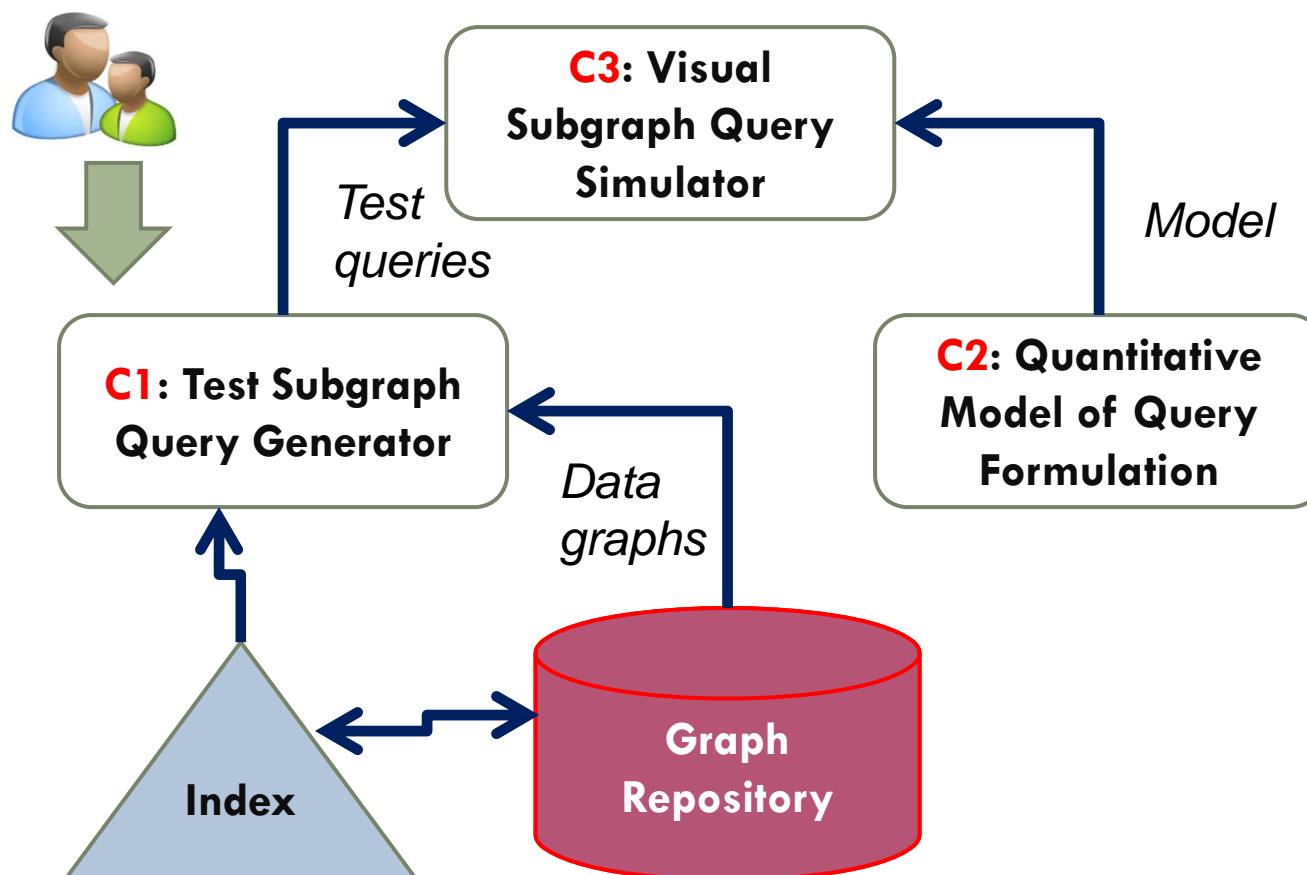 C3: Visual
Subgraph Query
Simulator
Test
queries
Model
C1: Test Subgraph
Query Generator
C2: Quantitative
Model of Query
Formulation
Data
graphs
Graph
Repository
Index